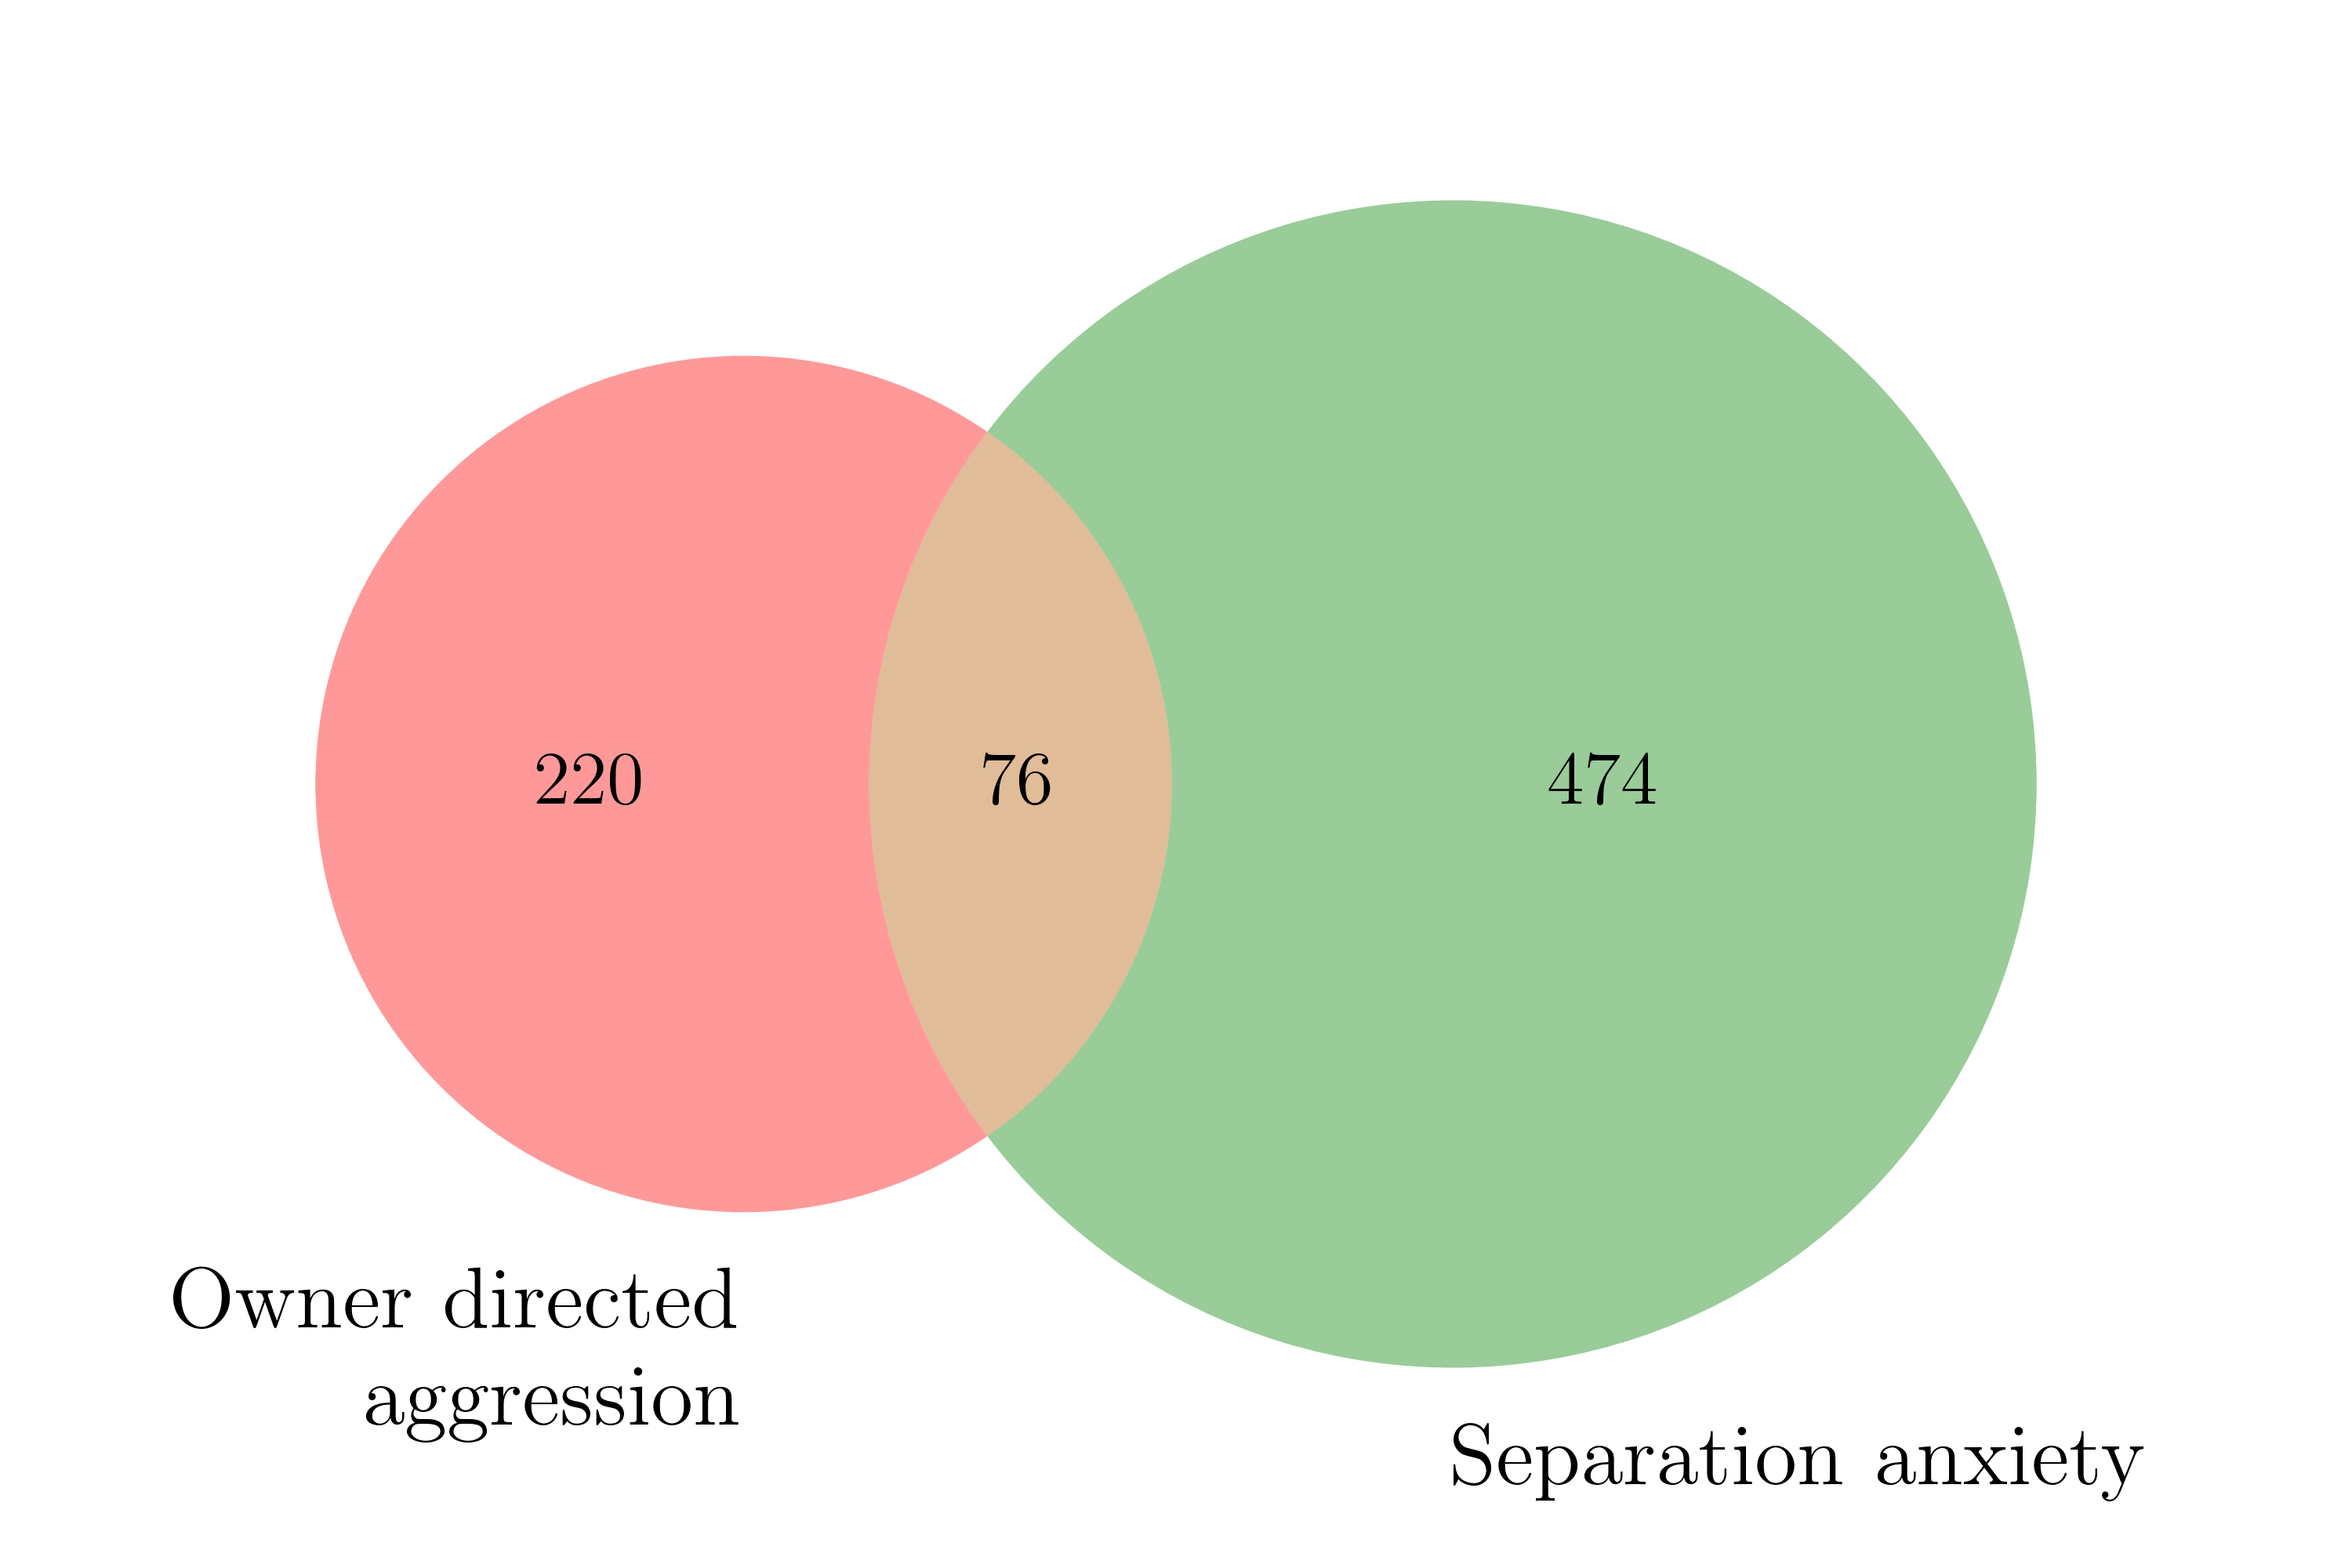 220
76
474
Owner directed
aggression
Separation anxiety